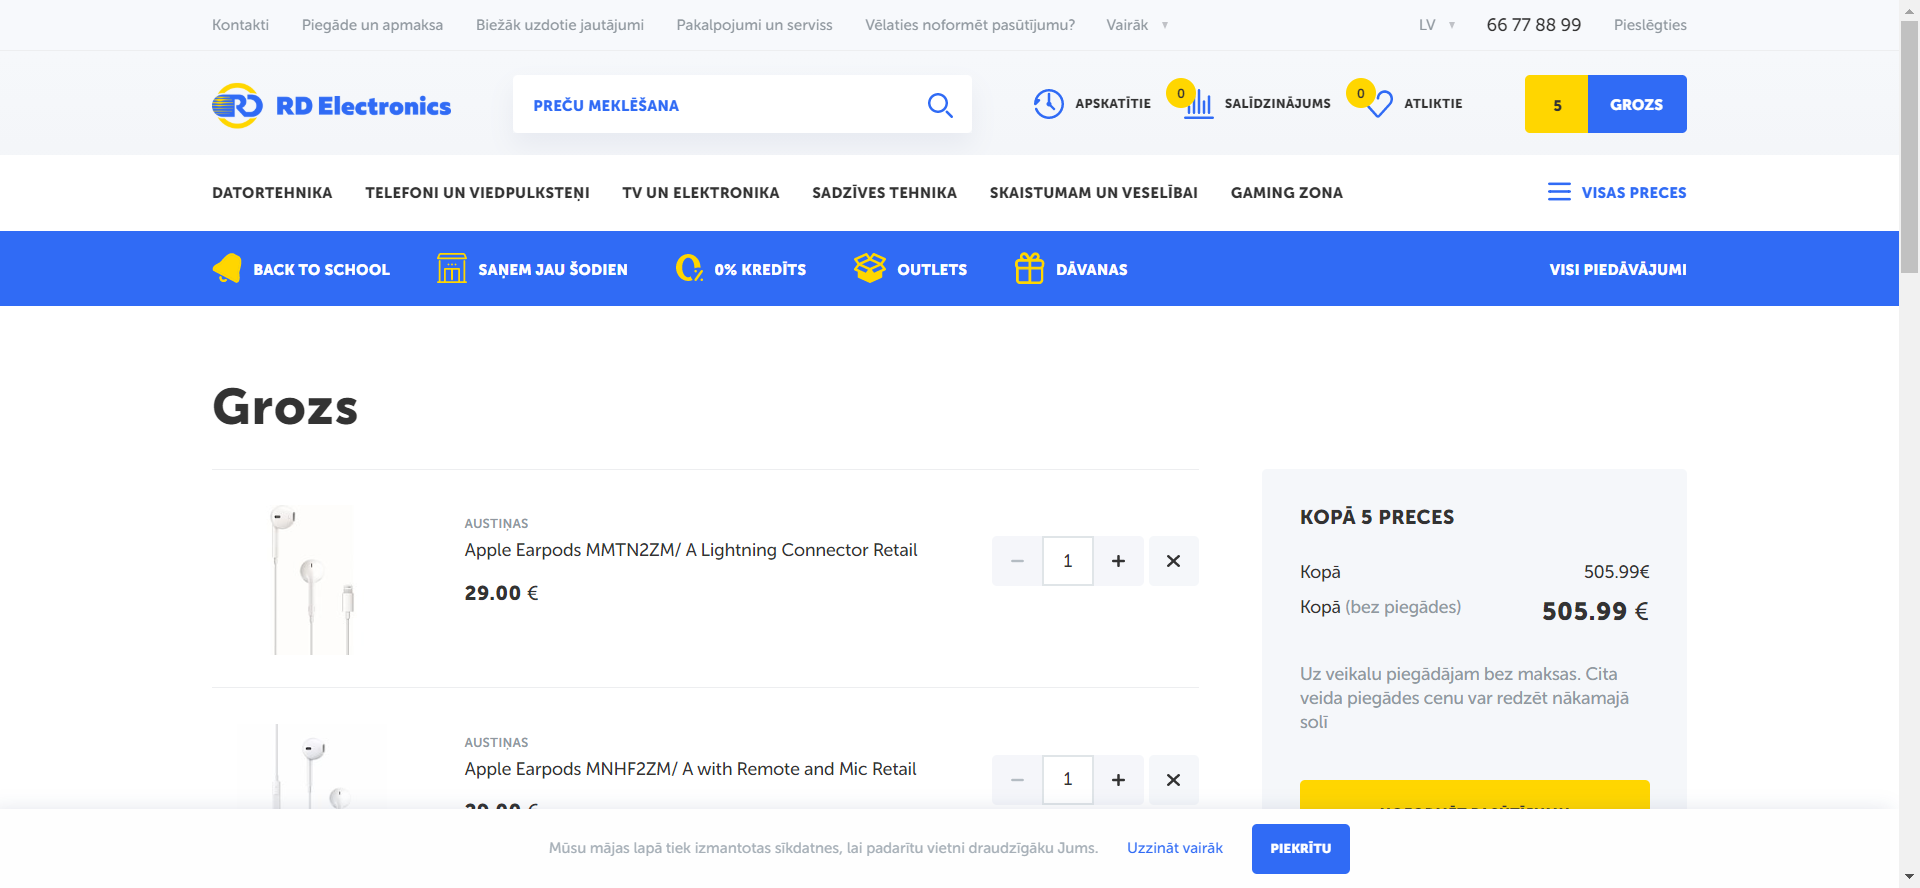 Kontakti
Piegāde un apmaksa
Biežāk uzdotie jautājumi
Pakalpojumi un serviss
Vēlaties noformēt pasūtījumu?
Vairāk
LV
66 77 88 99
Pieslēgties
RD Electronics
PREČU MEKLĒŠANA
APSKATĪTIE
0
SALĪDZINĀJUMS
0
ATLIKTIE
5
GROZS
DATORTEHNIKA
TELEFONI UN VIEDPULKSTEŅI
TV UN ELEKTRONIKA
SADZĪVES TEHNIKA
SKAISTUMAM UN VESELĪBAI
GAMING ZONA
VISAS PRECES
BACK TO SCHOOL
SAŅEM JAU ŠODIEN
0% KREDĪTS
OUTLETS
DĀVANAS
VISI PIEDĀVĀJUMI
Grozs
AUSTIŅAS
Apple Earpods MMTN2ZM/ A Lightning Connector Retail
29.00 €
1
KOPĀ 5 PRECES
Kopā 505.99€
Kopā (bez piegādes) 505.99 €
Uz veikalu piegādājam bez maksas. Cita
veida piegādes cenu var redzēt nākamajā
solī
AUSTIŅAS
Apple Earpods MNHF2ZM/ A with Remote and Mic Retail
1
Mūsu mājas lapā tiek izmantotas sīkdatnes, lai padarītu vietni draudzīgāku Jums.
Uzzināt vairāk
PIEKRĪTU